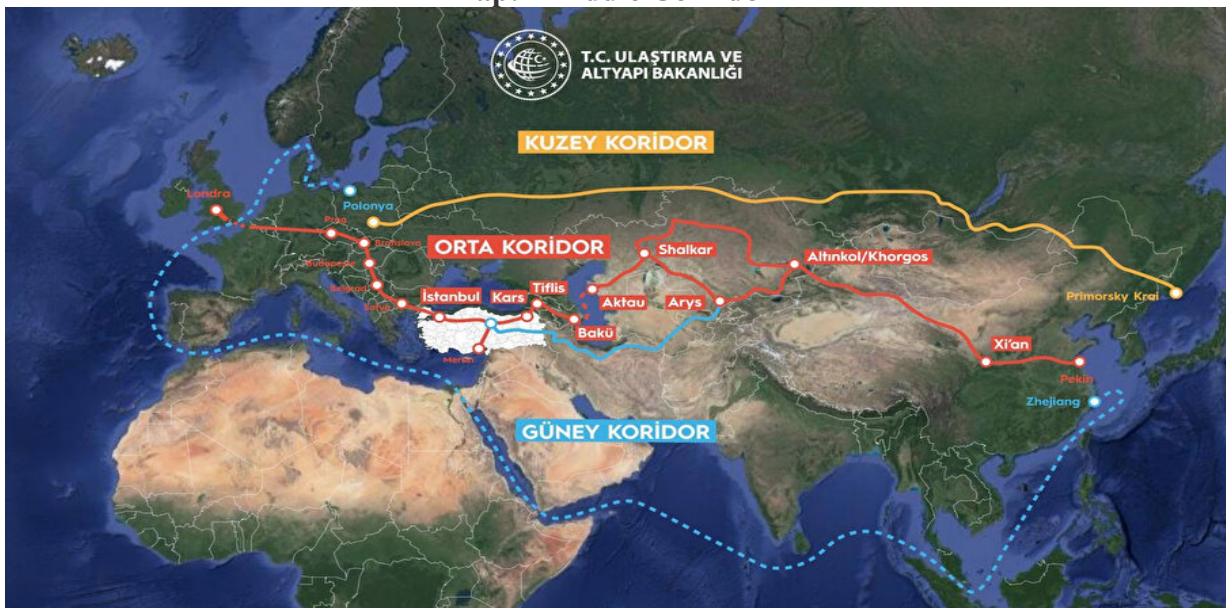 T.C. ULAŞTIRMA VE
ALTYAPI BAKANLIĞI
KUZEY KORİDOR
Londra
Polonya
Prag
Bratislava
ORTA KORİDOR
Shalkar
Altınkol/Khorgos
Budapeşte
Belgrad
Sofya
İstanbul
Kars
Tiflis
Aktau
Arys
Primorsky Krai
Bakü
Mersin
Xi'an
Pekin
Zhejiang
GÜNEY KORİDOR